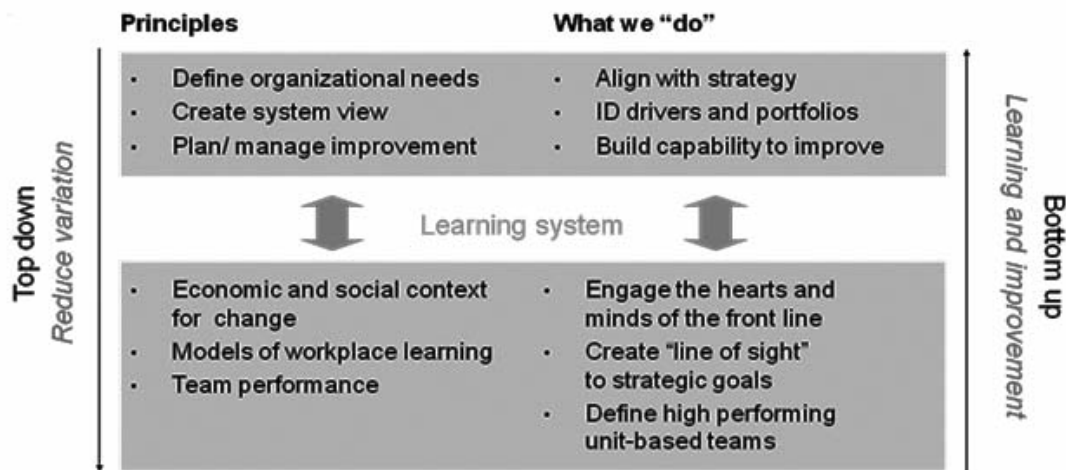 Principles
What we “do”
• Define organizational needs
• Create system view
• Plan/ manage improvement
• Align with strategy
• ID drivers and portfolios
• Build capability to improve
Top down
Reduce variation
Learning system
Learning and improvement
Bottom up
• Economic and social context
for change
• Models of workplace learning
• Team performance
• Engage the hearts and
minds of the front line
• Create “line of sight”
to strategic goals
• Define high performing
unit-based teams